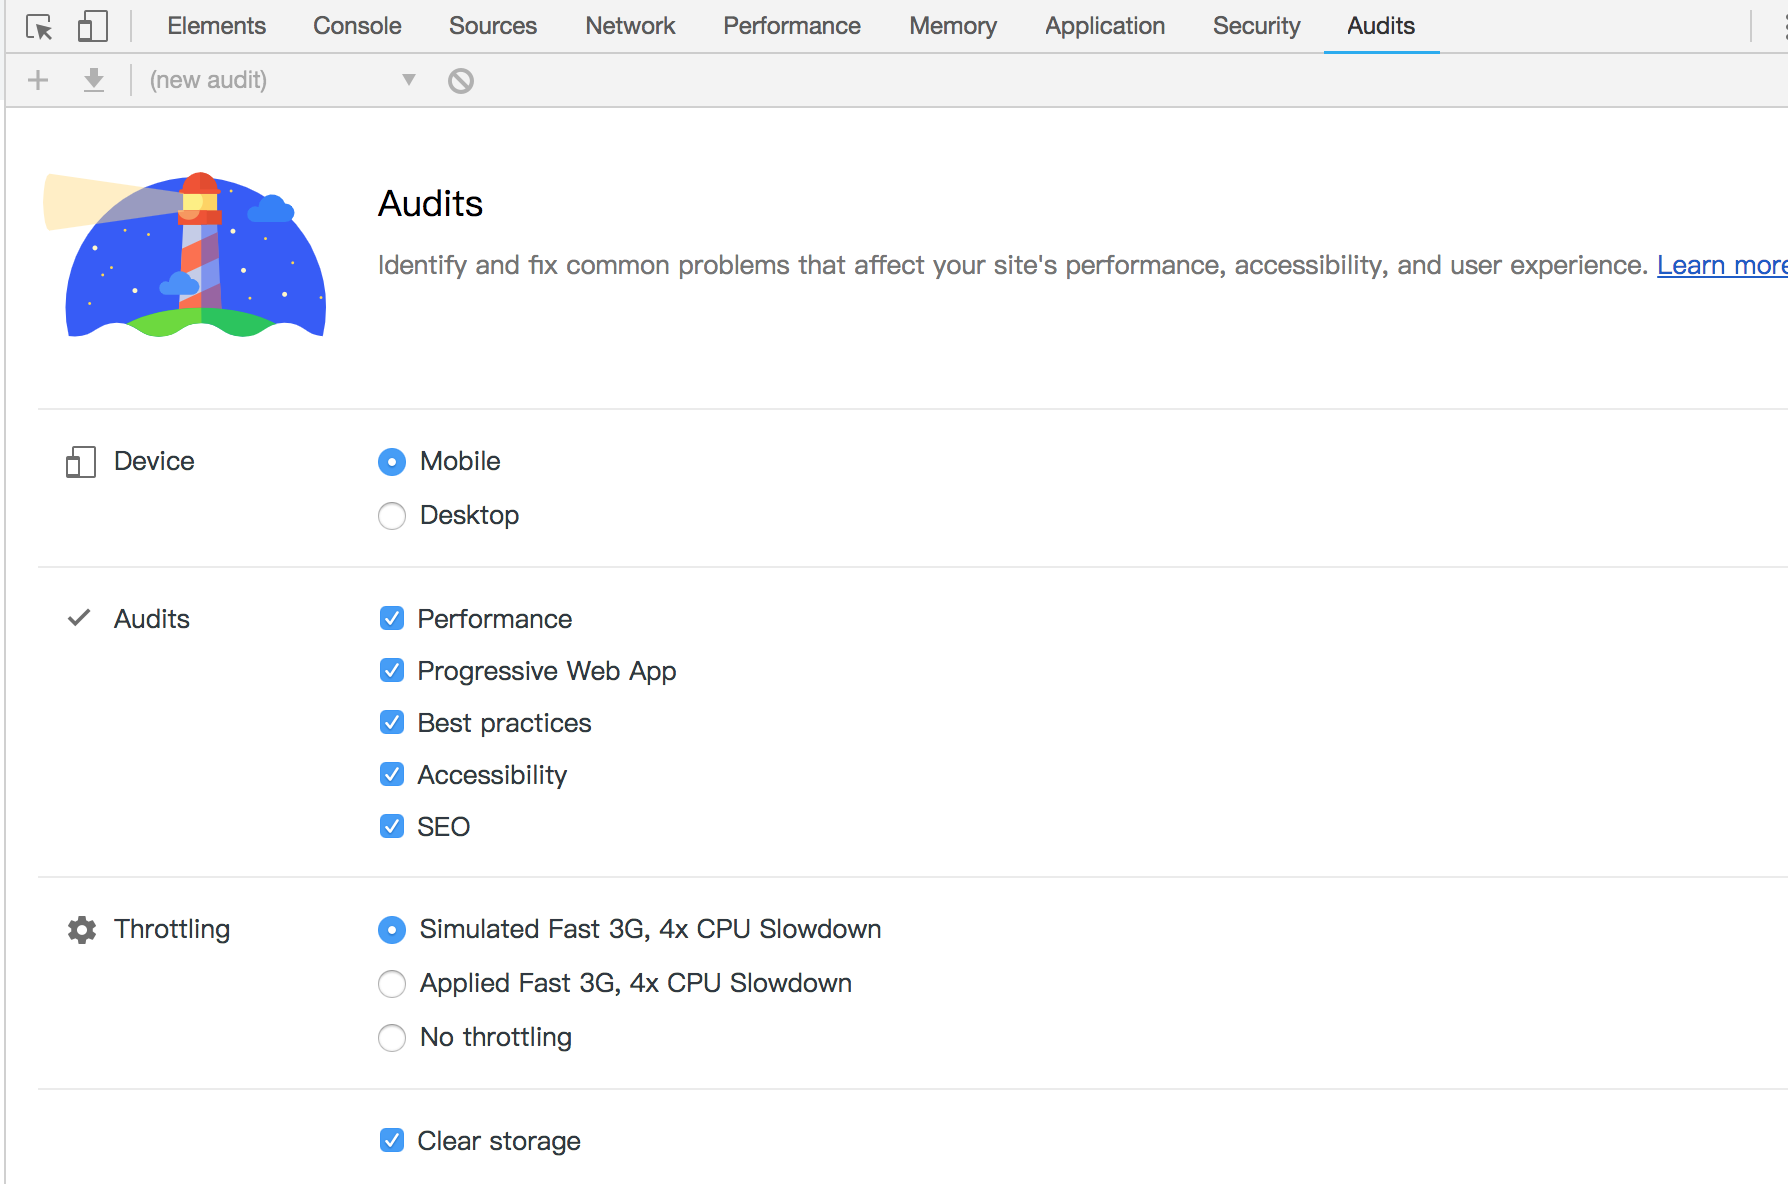 Elements Console Sources Network Performance Memory Application Security Audits
(new audit)
Audits
Identify and fix common problems that affect your site's performance, accessibility, and user experience. Learn more
Device
Mobile
Desktop
Audits
Performance
Progressive Web App
Best practices
Accessibility
SEO
Throttling
Simulated Fast 3G, 4x CPU Slowdown
Applied Fast 3G, 4x CPU Slowdown
No throttling
Clear storage